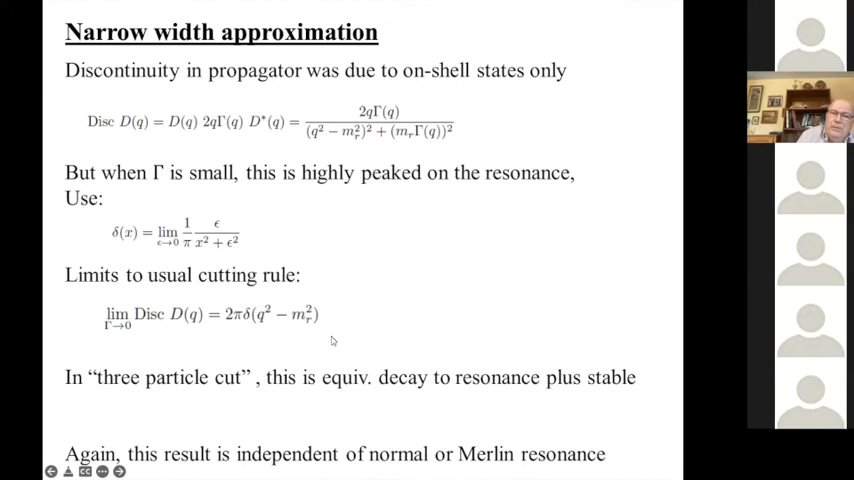 Narrow width approximation
Discontinuity in propagator was due to on-shell states only
Disc D(q) = D(q) 2qΓ(q) D*(q) = 2qΓ(q) / (q² − m_r²)² + (m_rΓ(q))²
But when Γ is small, this is highly peaked on the resonance,
Use:
δ(x) = lim_{ϵ→0} 1/π ϵ/(x² + ϵ²)
Limits to usual cutting rule:
lim_{Γ→0} Disc D(q) = 2πδ(q² − m_r²)
In “three particle cut” , this is equiv. decay to resonance plus stable
Again, this result is independent of normal or Merlin resonance